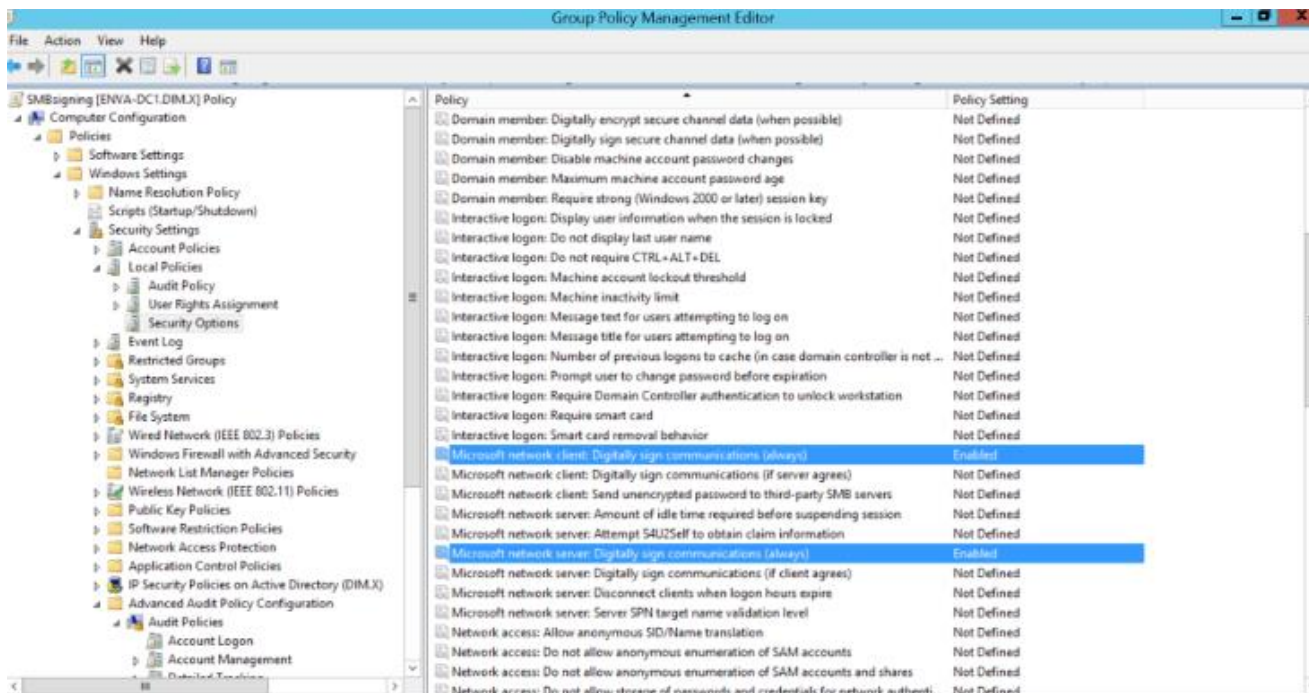 Group Policy Management Editor
File Action View Help
SMBsigning [ENVA-DC1.DIM.X] Policy
Computer Configuration
Policies
Software Settings
Windows Settings
Name Resolution Policy
Scripts (Startup/Shutdown)
Security Settings
Account Policies
Local Policies
Audit Policy
User Rights Assignment
Security Options
Event Log
Restricted Groups
System Services
Registry
File System
Wired Network (IEEE 802.3) Policies
Windows Firewall with Advanced Security
Network List Manager Policies
Wireless Network (IEEE 802.11) Policies
Public Key Policies
Software Restriction Policies
Network Access Protection
Application Control Policies
IP Security Policies on Active Directory (DIM.X)
Advanced Audit Policy Configuration
Audit Policies
Account Logon
Account Management
Detailed Tracking
Policy Policy Setting
Domain member: Digitally encrypt secure channel data (when possible) Not Defined
Domain member: Digitally sign secure channel data (when possible) Not Defined
Domain member: Disable machine account password changes Not Defined
Domain member: Maximum machine account password age Not Defined
Domain member: Require strong (Windows 2000 or later) session key Not Defined
Interactive logon: Display user information when the session is locked Not Defined
Interactive logon: Do not display last user name Not Defined
Interactive logon: Do not require CTRL+ALT+DEL Not Defined
Interactive logon: Machine account lockout threshold Not Defined
Interactive logon: Machine inactivity limit Not Defined
Interactive logon: Message text for users attempting to log on Not Defined
Interactive logon: Message title for users attempting to log on Not Defined
Interactive logon: Number of previous logons to cache (in case domain controller is not ... Not Defined
Interactive logon: Prompt user to change password before expiration Not Defined
Interactive logon: Require Domain Controller authentication to unlock workstation Not Defined
Interactive logon: Require smart card Not Defined
Interactive logon: Smart card removal behavior Not Defined
Microsoft network client: Digitally sign communications (always) Enabled
Microsoft network client: Digitally sign communications (if server agrees) Not Defined
Microsoft network client: Send unencrypted password to third-party SMB servers Not Defined
Microsoft network server: Amount of idle time required before suspending session Not Defined
Microsoft network server: Attempt S4U2Self to obtain claim information Not Defined
Microsoft network server: Digitally sign communications (always) Enabled
Microsoft network server: Digitally sign communications (if client agrees) Not Defined
Microsoft network server: Disconnect clients when logon hours expire Not Defined
Microsoft network server: Server SPN target name validation level Not Defined
Network access: Allow anonymous SID/Name translation Not Defined
Network access: Do not allow anonymous enumeration of SAM accounts Not Defined
Network access: Do not allow anonymous enumeration of SAM accounts and shares Not Defined
Network access: Do not allow storage of passwords and credentials for network authenti... Not Defined